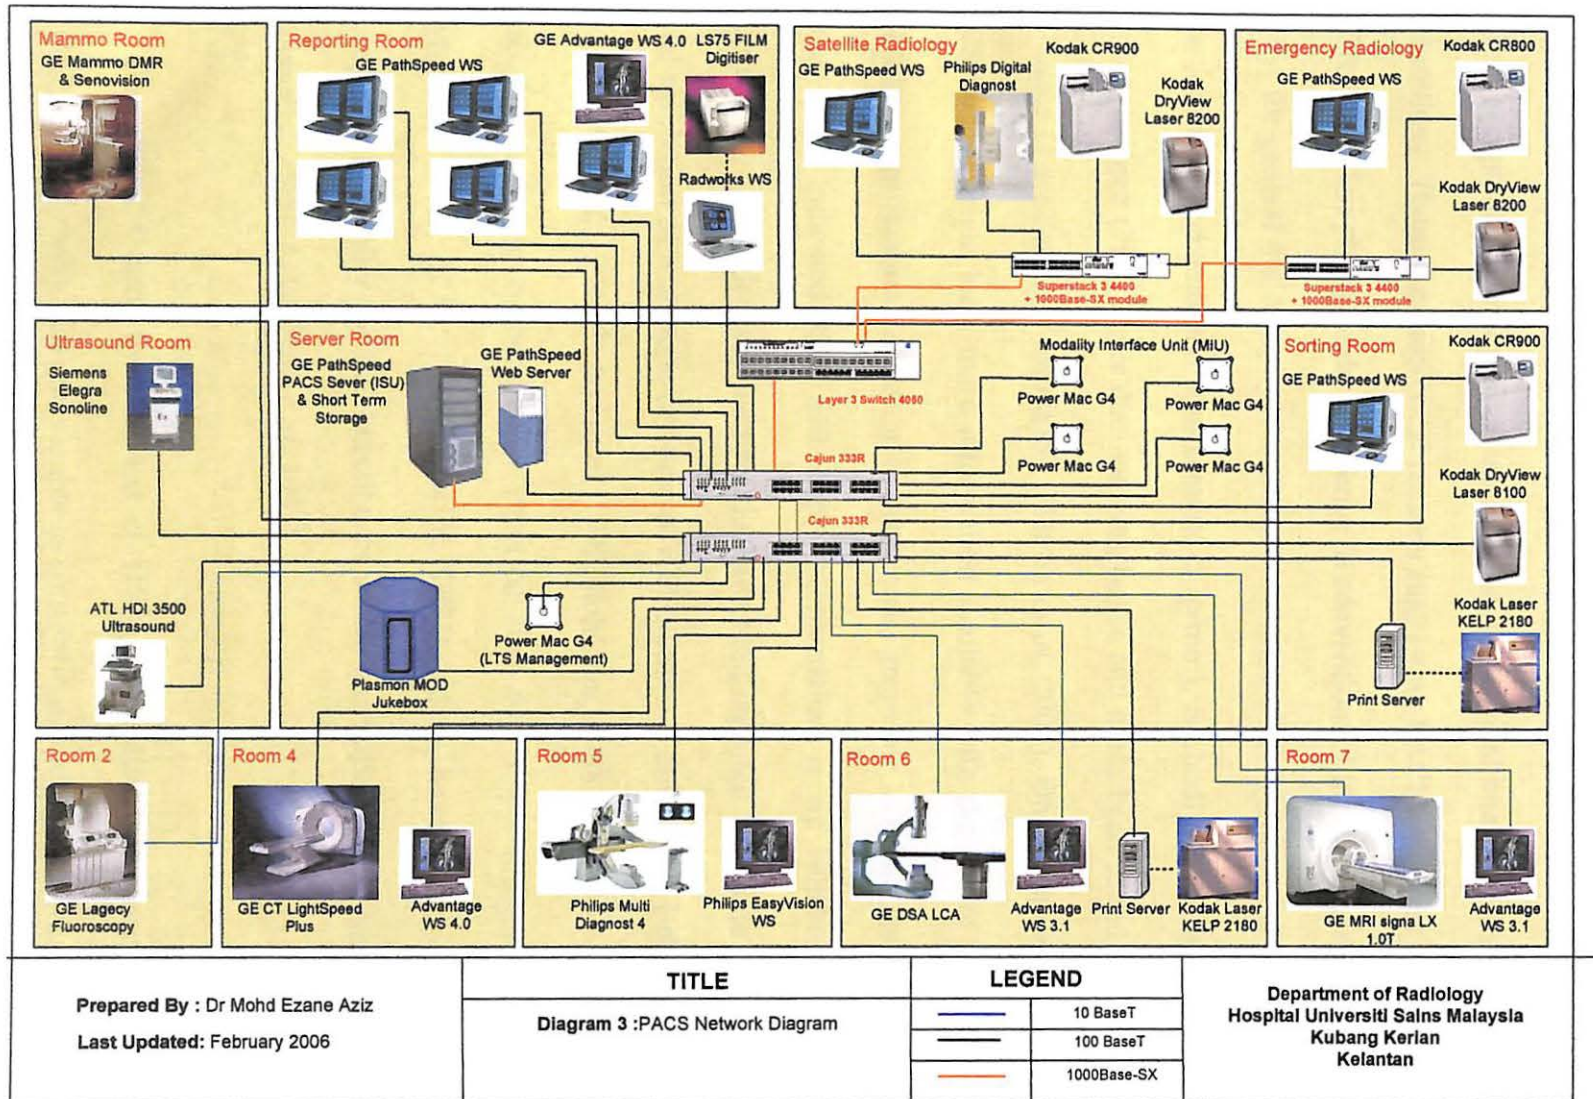 Mammo Room
GE Mammo DMR
& Senovision
Reporting Room
GE PathSpeed WS
GE Advantage WS 4.0
LS75 FILM
Digitiser
Radworks WS
Satellite Radiology
GE PathSpeed WS
Philips Digital
Diagnost
Kodak CR900
Kodak
DryView
Laser 8200
Superstack 3 4400
+ 1000Base-SX module
Emergency Radiology
GE PathSpeed WS
Kodak CR800
Kodak DryView
Laser 8200
Superstack 3 4400
+ 1000Base-SX module
Ultrasound Room
Siemens
Elegra
Sonoline
ATL HDI 3500
Ultrasound
Server Room
GE PathSpeed
PACS Sever (ISU)
& Short Term
Storage
GE PathSpeed
Web Server
Layer 3 Switch 4060
Modality Interface Unit (MIU)
Power Mac G4
Power Mac G4
Power Mac G4
Power Mac G4
Cajun 333R
Cajun 333R
Plasmon MOD
Jukebox
Power Mac G4
(LTS Management)
Sorting Room
GE PathSpeed WS
Kodak CR900
Kodak DryView
Laser 8100
Kodak Laser
KELP 2180
Print Server
Room 2
GE Lagecy
Fluoroscopy
Room 4
GE CT LightSpeed
Plus
Advantage
WS 4.0
Room 5
Philips Multi
Diagnost 4
Philips EasyVision
WS
Room 6
GE DSA LCA
Advantage
WS 3.1
Print Server
Kodak Laser
KELP 2180
Room 7
GE MRI signa LX
1.0T
Advantage
WS 3.1
Prepared By : Dr Mohd Ezane Aziz
Last Updated: February 2006
TITLE
Diagram 3 :PACS Network Diagram
LEGEND
10 BaseT
100 BaseT
1000Base-SX
Department of Radiology
Hospital Universiti Sains Malaysia
Kubang Kerian
Kelantan